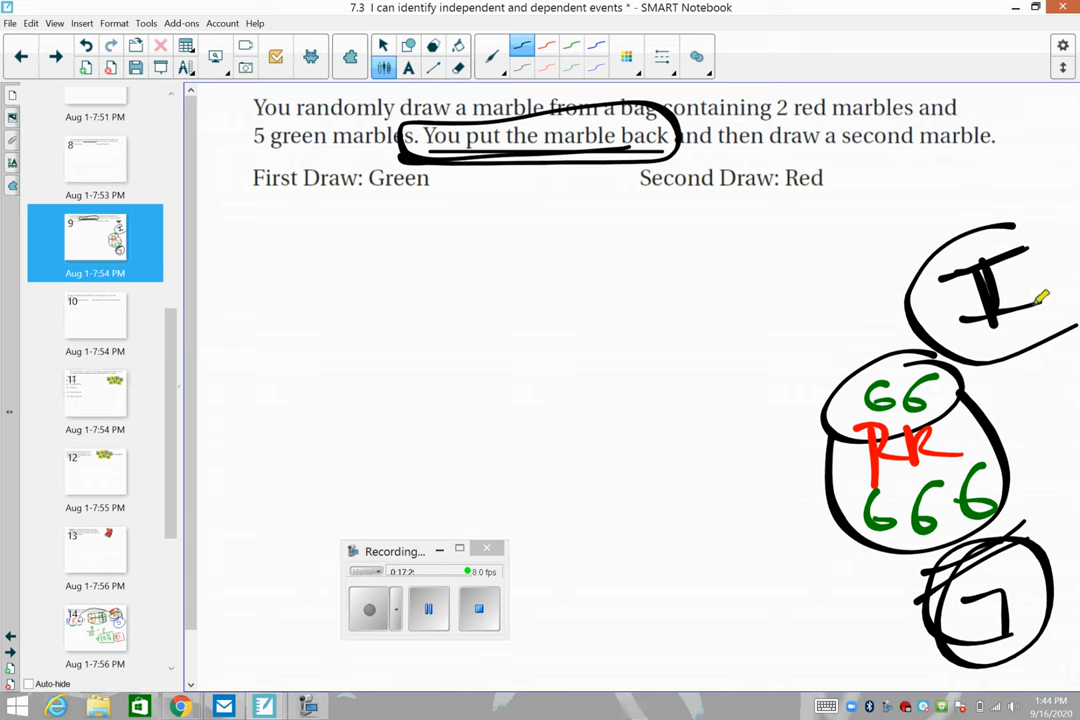 7.3 I can identify independent and dependent events * - SMART Notebook
File Edit View Insert Format Tools Add-ons Account Help
You randomly draw a marble from a bag containing 2 red marbles and
5 green marbles. You put the marble back and then draw a second marble.
First Draw: Green Second Draw: Red
I
G G
R R
G G G
7
Aug 1-7:51 PM
8
Aug 1-7:53 PM
9
Aug 1-7:54 PM
10
Aug 1-7:54 PM
11
Aug 1-7:54 PM
12
Aug 1-7:55 PM
13
Aug 1-7:56 PM
14
Aug 1-7:56 PM
Auto-hide
Recording...
0:17:2
8.0 fps
1:44 PM
9/16/2020